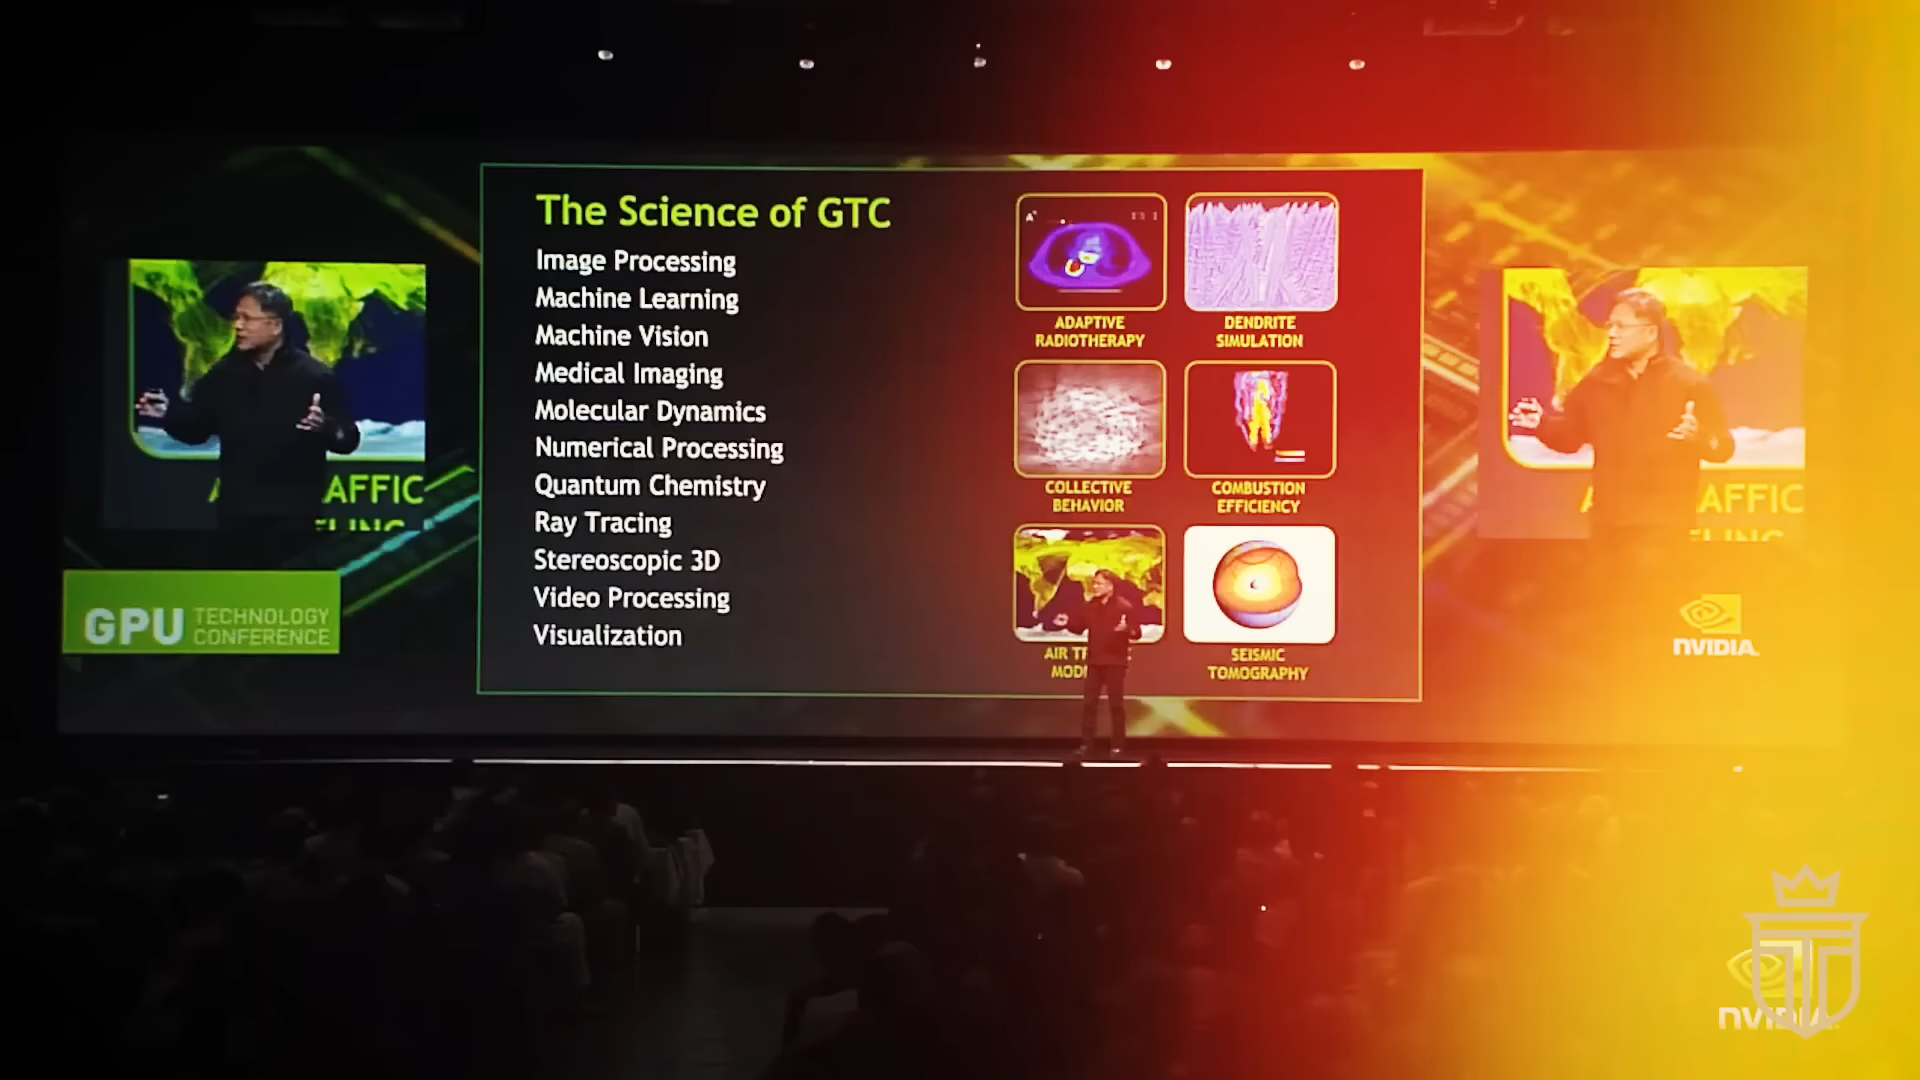 The Science of GTC
Image Processing
Machine Learning
Machine Vision
Medical Imaging
Molecular Dynamics
Numerical Processing
Quantum Chemistry
Ray Tracing
Stereoscopic 3D
Video Processing
Visualization
ADAPTIVE
RADIOTHERAPY
DENDRITE
SIMULATION
COLLECTIVE
BEHAVIOR
COMBUSTION
EFFICIENCY
AIR
SEISMIC
TOMOGRAPHY
AFFIC
AFFIC
GPU TECHNOLOGY
CONFERENCE
NVIDIA.
NVIDIA